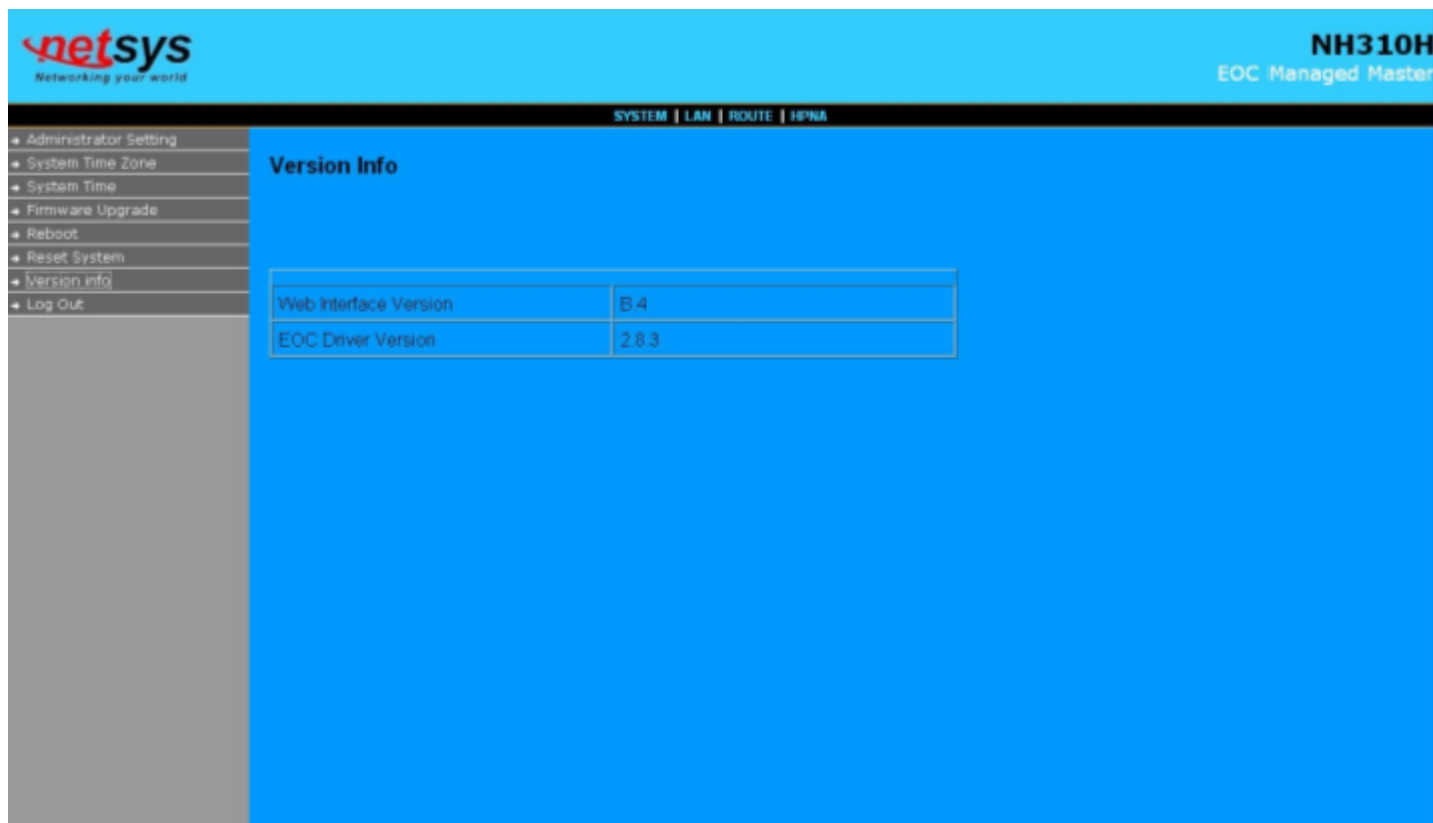 netsys
Networking your world
NH310H
EOC Managed Master
SYSTEM | LAN | ROUTE | HPNA
Administrator Setting
System Time Zone
System Time
Firmware Upgrade
Reboot
Reset System
Version info
Log Out
Version Info
Web Interface Version B.4
EOC Driver Version 2.8.3